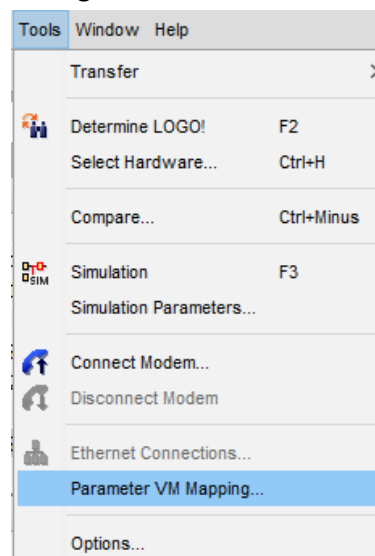 Tools Window Help
Transfer
Determine LOGO! F2
Select Hardware... Ctrl+H
Compare... Ctrl+Minus
SIM Simulation F3
Simulation Parameters...
Connect Modem...
Disconnect Modem
Ethernet Connections...
Parameter VM Mapping...
Options...